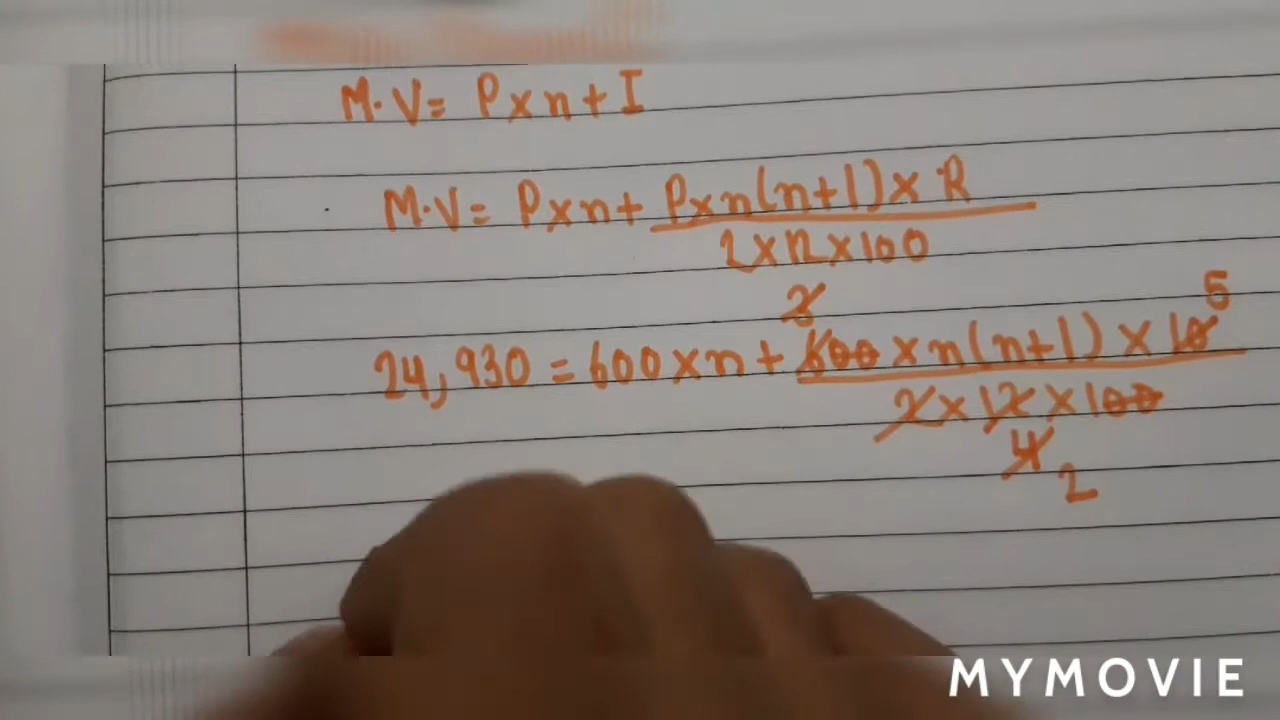 M.V= P×n+I
M.V= P×n+ P×n(n+1)×R
2×12×100
2
5
24,930 = 600×n+ 600×n(n+1)×10
2×12×100
4
2
MYMOVIE